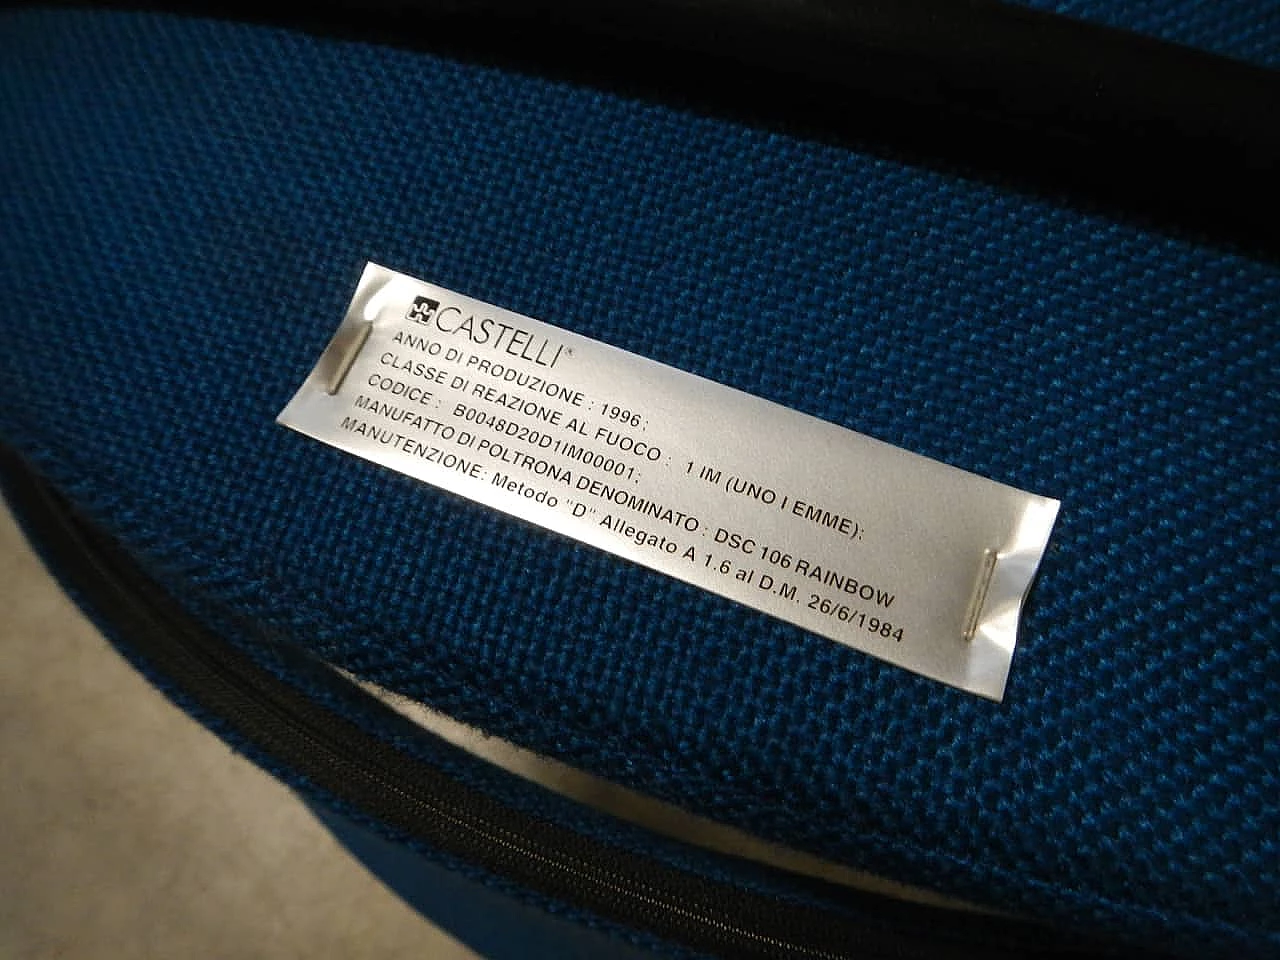 CASTELLI®
ANNO DI PRODUZIONE : 1996;
CLASSE DI REAZIONE AL FUOCO : 1 IM (UNO I EMME);
CODICE : B0048D20D1IM00001;
MANUFATTO DI POLTRONA DENOMINATO : DSC 106 RAINBOW
MANUTENZIONE: Metodo "D" Allegato A 1.6 al D.M. 26/6/1984